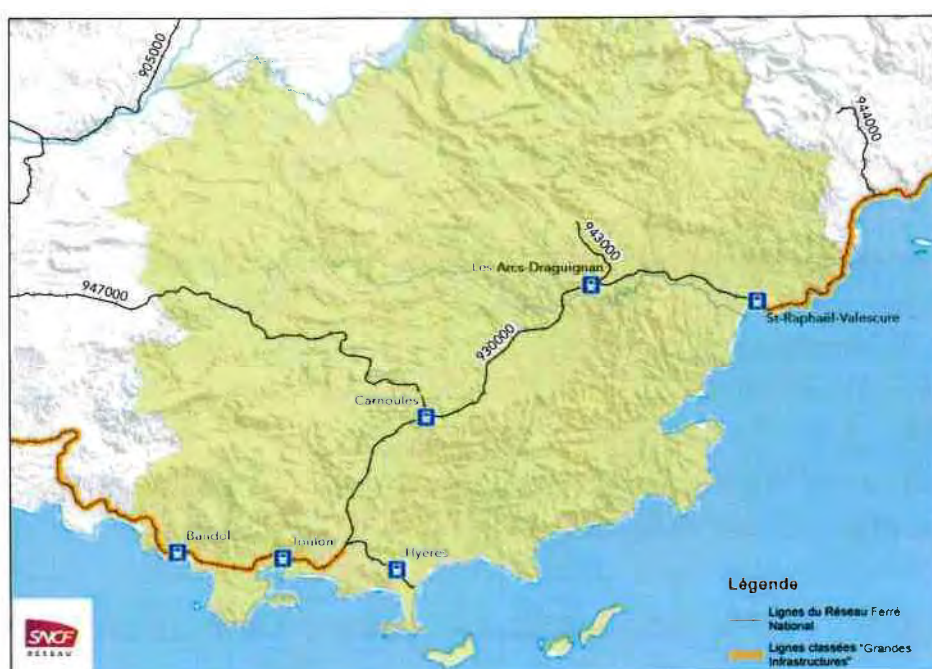 905000
944000
943000
Les Arcs-Draguignan
947000
St-Raphaël-Valescure
930000
Carnoules
Bandol
Toulon
Hyères
Légende
Lignes du Réseau Ferré
National
Lignes classées "Grandes
Infrastructures"
SNCF
RÉSEAU